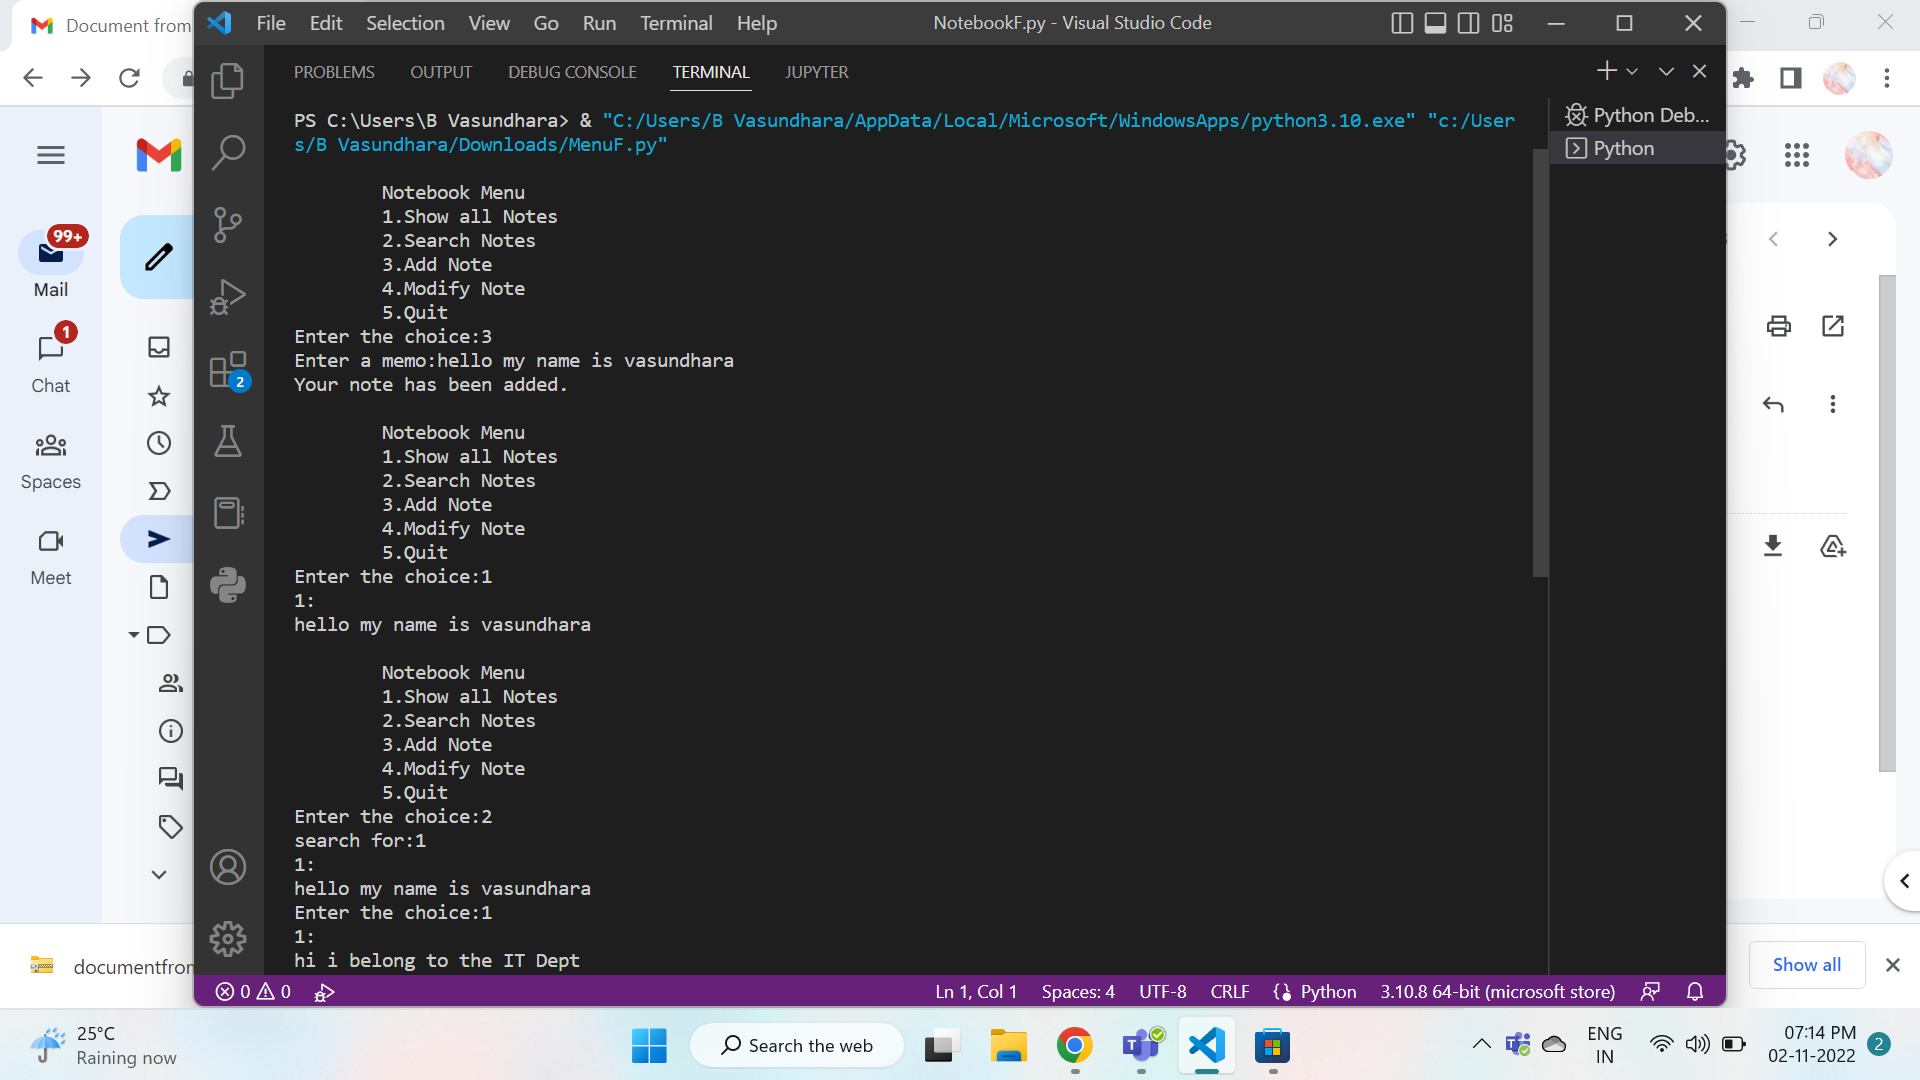 Document from
File Edit Selection View Go Run Terminal Help
NotebookF.py - Visual Studio Code
PROBLEMS OUTPUT DEBUG CONSOLE TERMINAL JUPYTER
99+
Mail
1
Chat
Spaces
Meet
2
PS C:\Users\B Vasundhara> & "C:/Users/B Vasundhara/AppData/Local/Microsoft/WindowsApps/python3.10.exe" "c:/User
s/B Vasundhara/Downloads/MenuF.py"
Notebook Menu
1.Show all Notes
2.Search Notes
3.Add Note
4.Modify Note
5.Quit
Enter the choice:3
Enter a memo:hello my name is vasundhara
Your note has been added.
Notebook Menu
1.Show all Notes
2.Search Notes
3.Add Note
4.Modify Note
5.Quit
Enter the choice:1
1:
hello my name is vasundhara
Notebook Menu
1.Show all Notes
2.Search Notes
3.Add Note
4.Modify Note
5.Quit
Enter the choice:2
search for:1
1:
hello my name is vasundhara
Enter the choice:1
1:
hi i belong to the IT Dept
Python Deb...
Python
documentfror
Show all
0 0
Ln 1, Col 1 Spaces: 4 UTF-8 CRLF Python 3.10.8 64-bit (microsoft store)
25°C
Raining now
Search the web
ENG
IN
07:14 PM
02-11-2022
2